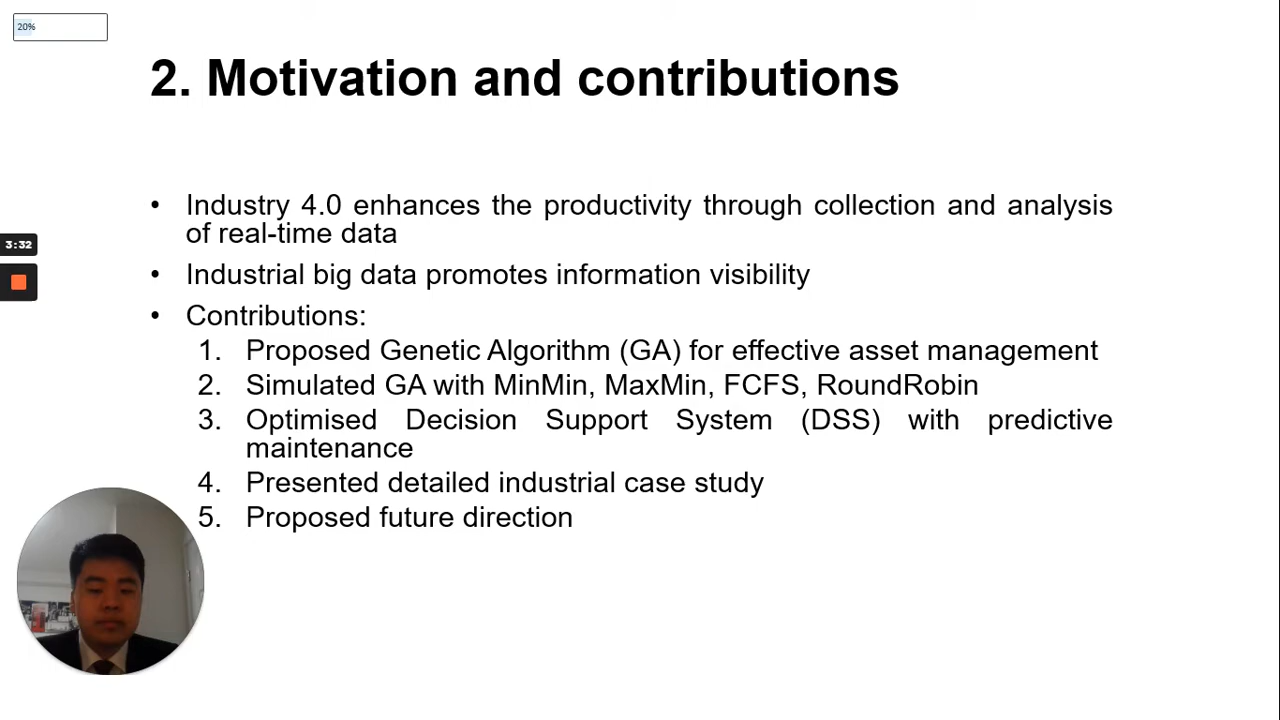 20%
2. Motivation and contributions
• Industry 4.0 enhances the productivity through collection and analysis
of real-time data
• Industrial big data promotes information visibility
• Contributions:
1. Proposed Genetic Algorithm (GA) for effective asset management
2. Simulated GA with MinMin, MaxMin, FCFS, RoundRobin
3. Optimised Decision Support System (DSS) with predictive
maintenance
4. Presented detailed industrial case study
5. Proposed future direction
3:32